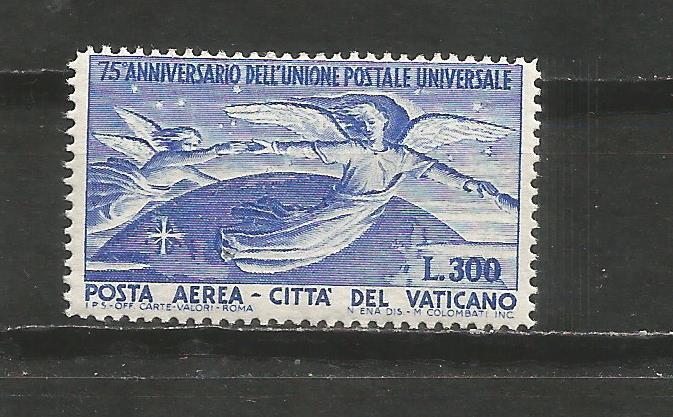 75° ANNIVERSARIO DELL'UNIONE POSTALE UNIVERSALE
L.300
POSTA AEREA - CITTA' DEL VATICANO
I.P.S.-OFF. CARTE-VALORI-ROMA N ENA DIS.-M COLOMBATI INC.